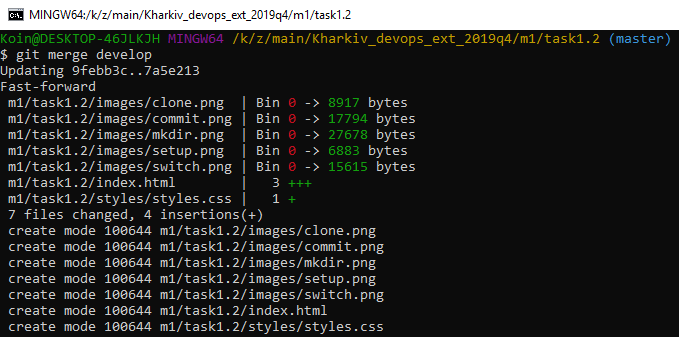 MINGW64:/k/z/main/Kharkiv_devops_ext_2019q4/m1/task1.2
Koin@DESKTOP-46JLKJH MINGW64 /k/z/main/Kharkiv_devops_ext_2019q4/m1/task1.2 (master)
$ git merge develop
Updating 9febb3c..7a5e213
Fast-forward
 m1/task1.2/images/clone.png  | Bin 0 -> 8917 bytes
 m1/task1.2/images/commit.png | Bin 0 -> 17794 bytes
 m1/task1.2/images/mkdir.png  | Bin 0 -> 27678 bytes
 m1/task1.2/images/setup.png  | Bin 0 -> 6883 bytes
 m1/task1.2/images/switch.png | Bin 0 -> 15615 bytes
 m1/task1.2/index.html        |   3 +++
 m1/task1.2/styles/styles.css |   1 +
 7 files changed, 4 insertions(+)
 create mode 100644 m1/task1.2/images/clone.png
 create mode 100644 m1/task1.2/images/commit.png
 create mode 100644 m1/task1.2/images/mkdir.png
 create mode 100644 m1/task1.2/images/setup.png
 create mode 100644 m1/task1.2/images/switch.png
 create mode 100644 m1/task1.2/index.html
 create mode 100644 m1/task1.2/styles/styles.css